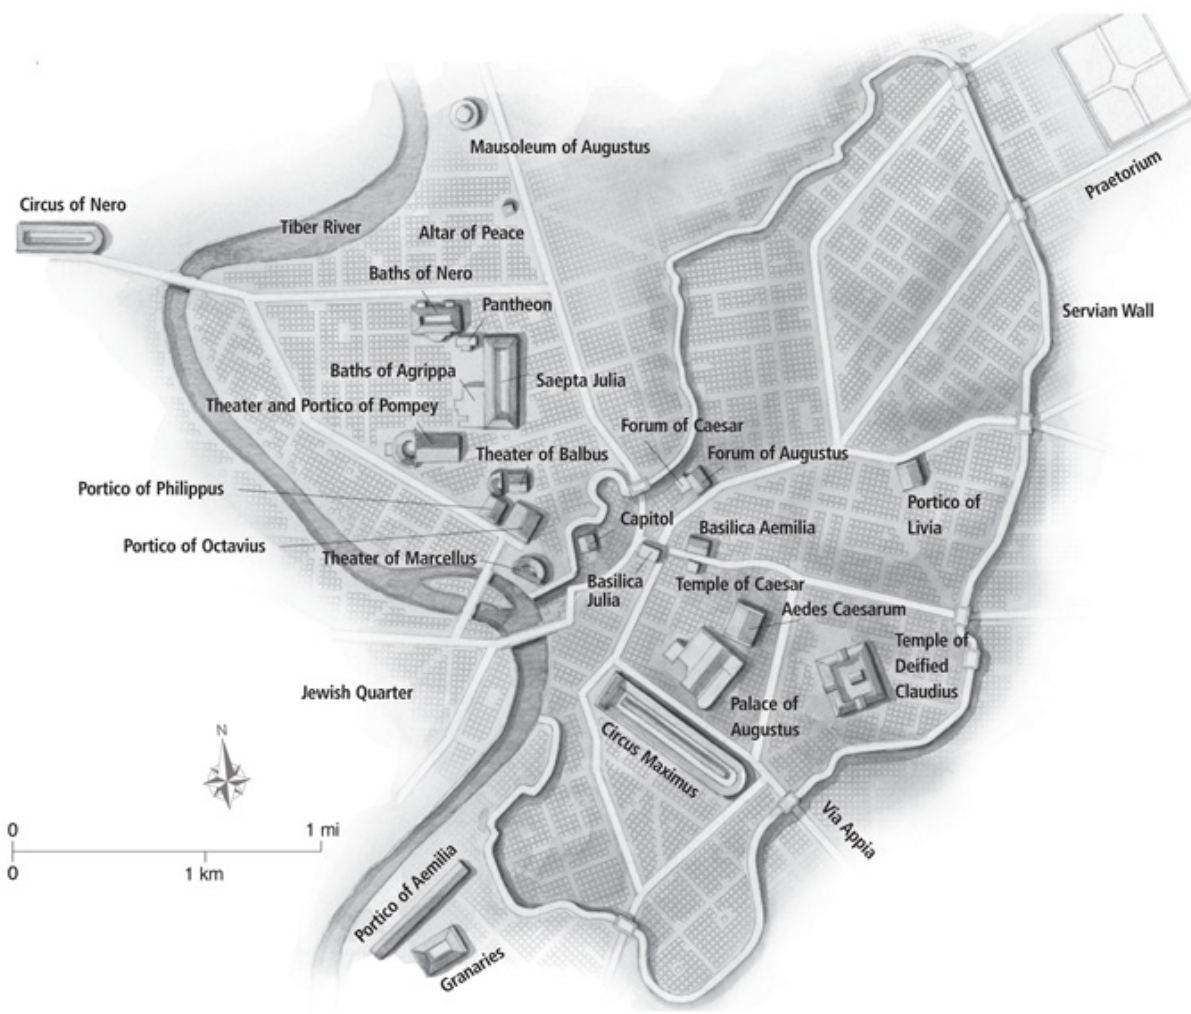 Mausoleum of Augustus
Praetorium
Circus of Nero
Tiber River
Altar of Peace
Baths of Nero
Pantheon
Servian Wall
Baths of Agrippa
Saepta Julia
Theater and Portico of Pompey
Forum of Caesar
Theater of Balbus
Forum of Augustus
Portico of Philippus
Portico of
Livia
Capitol
Basilica Aemilia
Portico of Octavius
Theater of Marcellus
Basilica
Julia
Temple of Caesar
Aedes Caesarum
Temple of
Deified
Claudius
Jewish Quarter
Palace of
Augustus
Circus Maximus
N
Via Appia
0
1 mi
0
1 km
Portico of Aemilia
Granaries